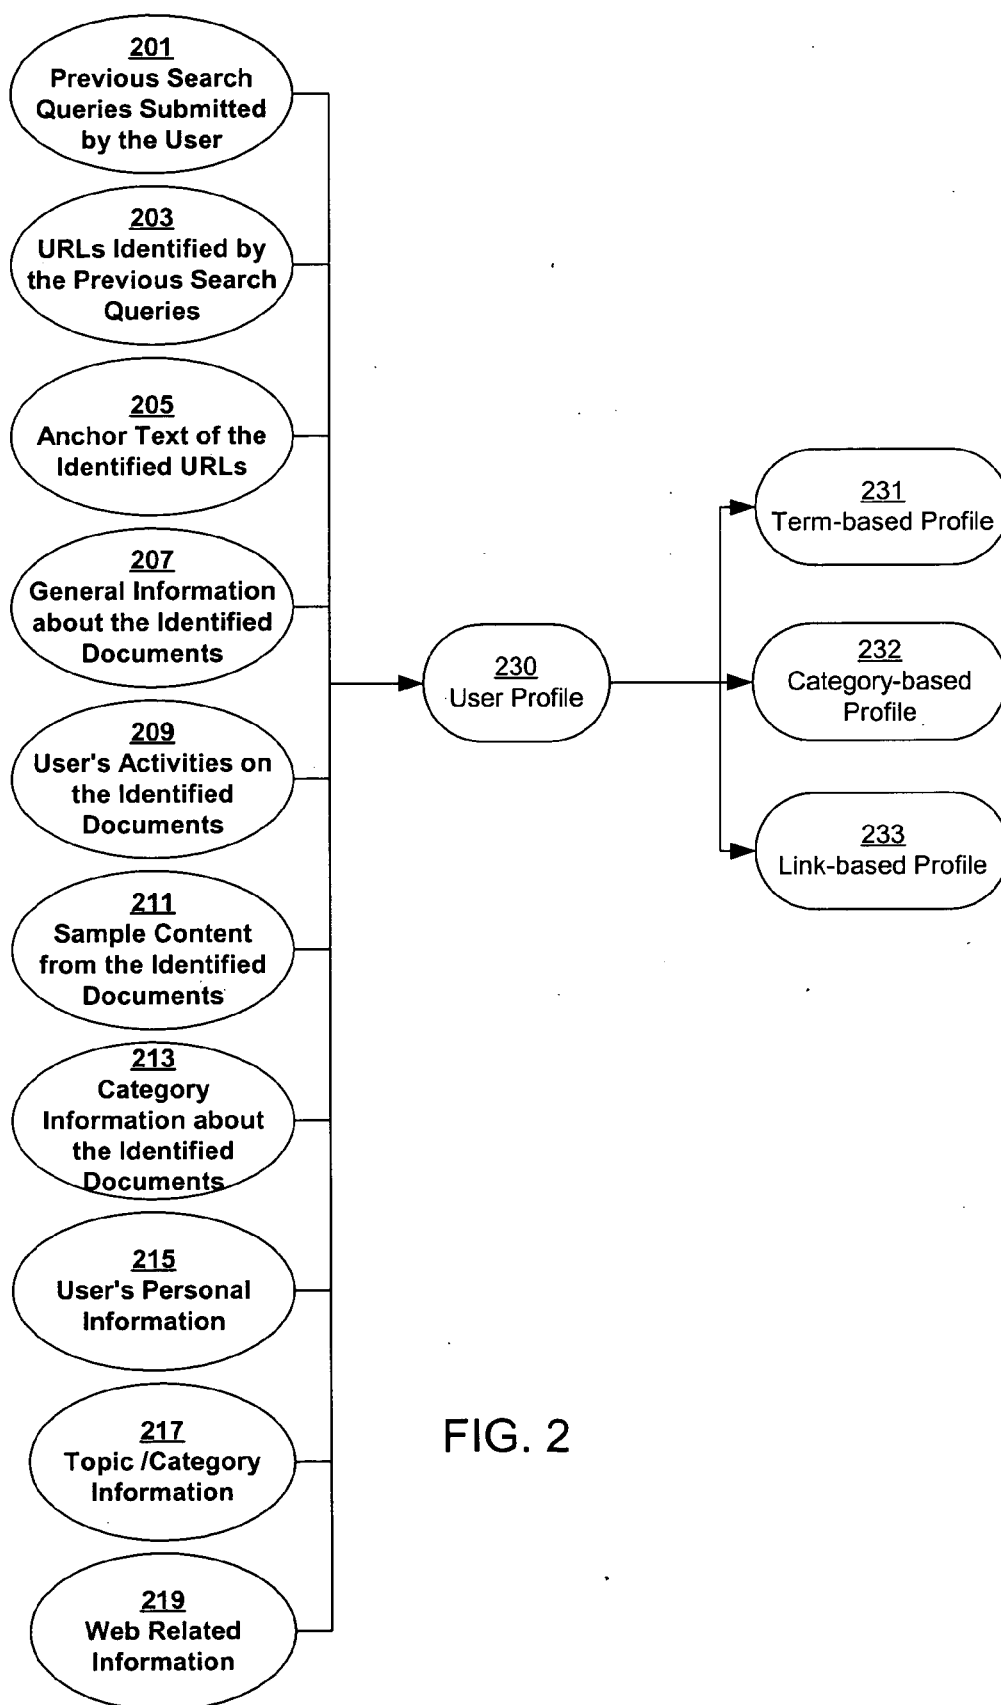 201
Previous Search
Queries Submitted
by the User
203
URLs Identified by
the Previous Search
Queries
205
Anchor Text of the
Identified URLs
207
General Information
about the Identified
Documents
209
User's Activities on
the Identified
Documents
211
Sample Content
from the Identified
Documents
213
Category
Information about
the Identified
Documents
215
User's Personal
Information
217
Topic /Category
Information
219
Web Related
Information
230
User Profile
231
Term-based Profile
232
Category-based
Profile
233
Link-based Profile
FIG. 2